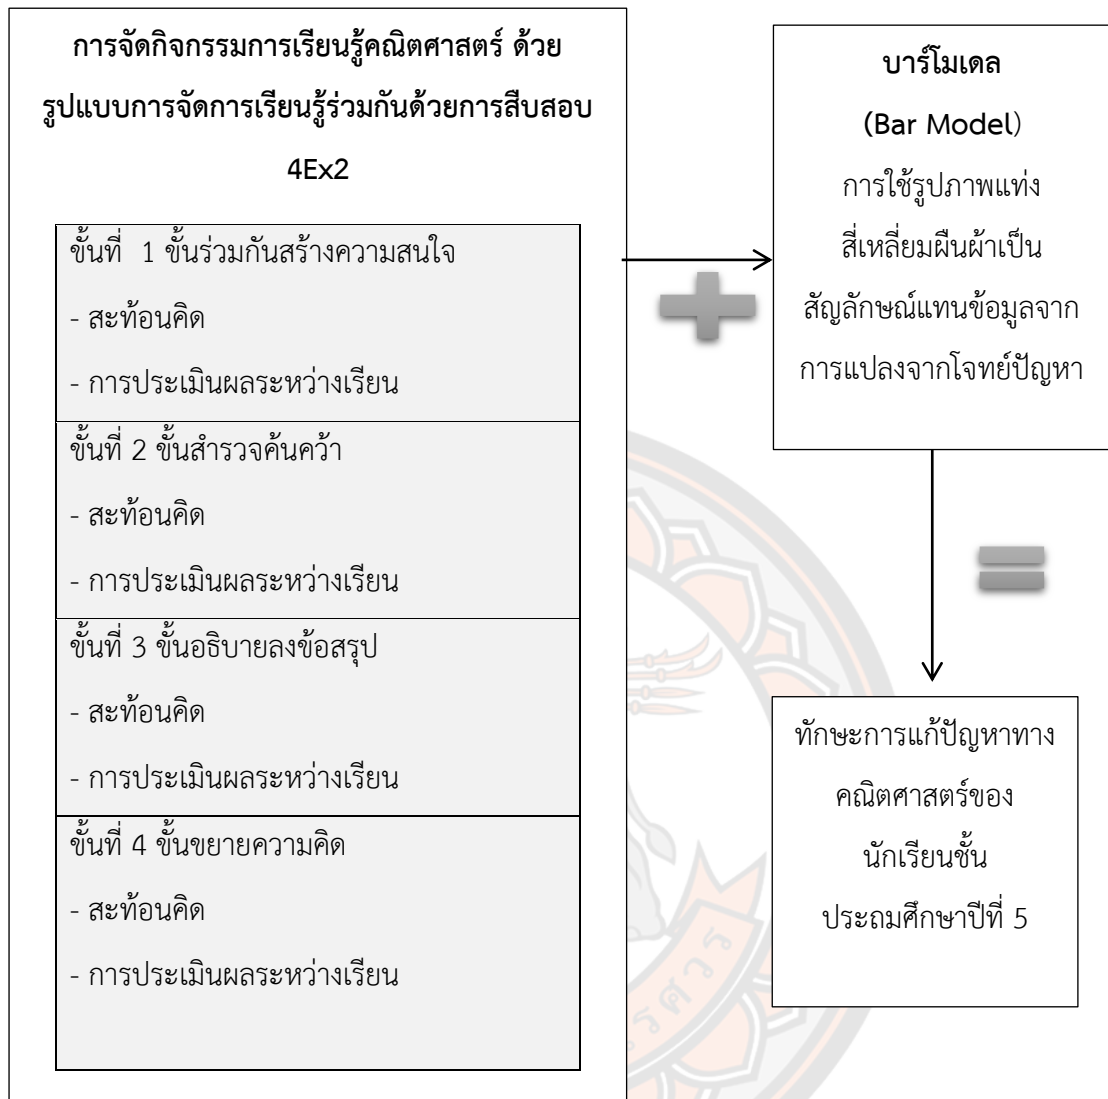 การจัดกิจกรรมการเรียนรู้คณิตศาสตร์ ด้วย
รูปแบบการจัดการเรียนรู้ร่วมกันด้วยการสืบสอบ
4Ex2
ขั้นที่  1 ขั้นร่วมกันสร้างความสนใจ
- สะท้อนคิด
- การประเมินผลระหว่างเรียน
ขั้นที่ 2 ขั้นสำรวจค้นคว้า
- สะท้อนคิด
- การประเมินผลระหว่างเรียน
ขั้นที่ 3 ขั้นอธิบายลงข้อสรุป
- สะท้อนคิด
- การประเมินผลระหว่างเรียน
ขั้นที่ 4 ขั้นขยายความคิด
- สะท้อนคิด
- การประเมินผลระหว่างเรียน
บาร์โมเดล
(Bar Model)
การใช้รูปภาพแท่ง
สี่เหลี่ยมผืนผ้าเป็น
สัญลักษณ์แทนข้อมูลจาก
การแปลงจากโจทย์ปัญหา
ทักษะการแก้ปัญหาทาง
คณิตศาสตร์ของ
นักเรียนชั้น
ประถมศึกษาปีที่ 5